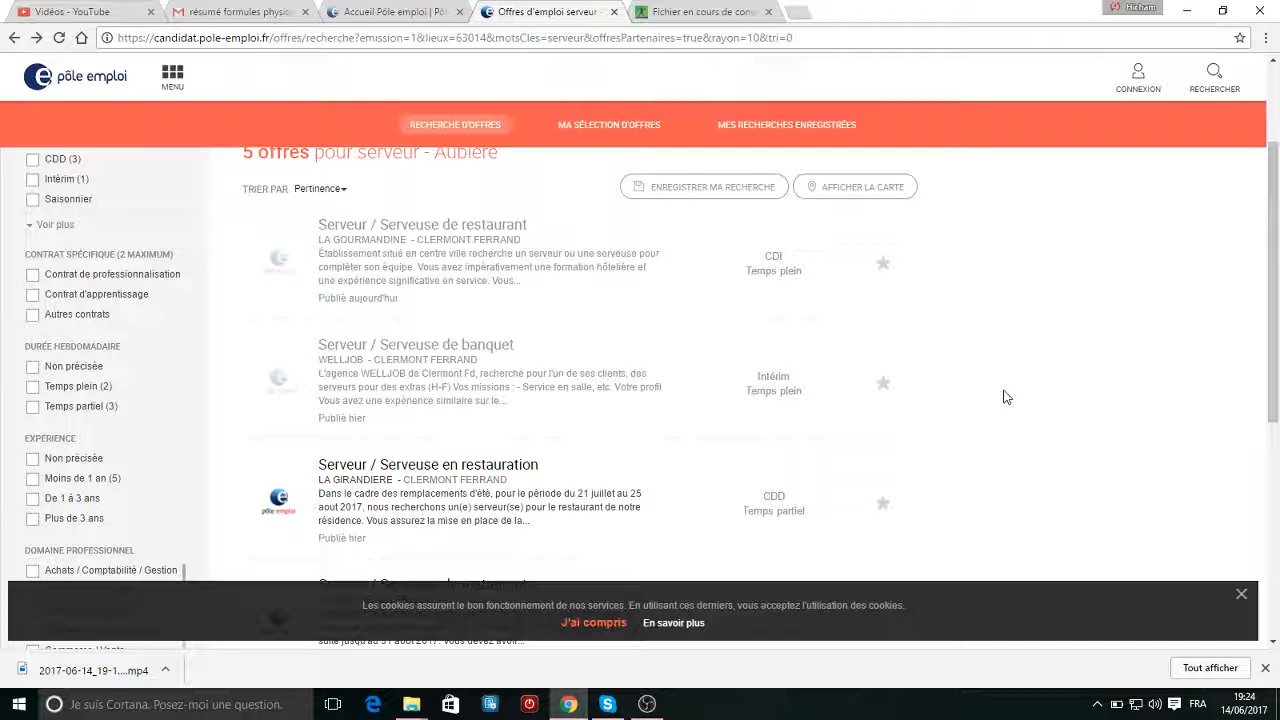 Vidéos - YouTube
résumé formules physic
Accueil Pôle emploi | Pôle
Offres d'emploi serveur
Fichier en cours de cons
Hicham
https://candidat.pole-emploi.fr/offres/recherche?emission=1&lieux=63014&motsCles=serveur&offresPartenaires=true&rayon=10&tri=0
pôle emploi
MENU
CONNEXION
RECHERCHER
RECHERCHE D'OFFRES
MA SÉLECTION D'OFFRES
MES RECHERCHES ENREGISTRÉES
CDD (3)
Intérim (1)
Saisonnier
Voir plus
CONTRAT SPÉCIFIQUE (2 MAXIMUM)
Contrat de professionnalisation
Contrat d'apprentissage
Autres contrats
DURÉE HEBDOMADAIRE
Non précisée
Temps plein (2)
Temps partiel (3)
EXPÉRIENCE
Non précisée
Moins de 1 an (5)
De 1 à 3 ans
Plus de 3 ans
DOMAINE PROFESSIONNEL
Achats / Comptabilité / Gestion
5 offres pour serveur - Aubière
TRIER PAR Pertinence
ENREGISTRER MA RECHERCHE
AFFICHER LA CARTE
Serveur / Serveuse de restaurant
LA GOURMANDINE - CLERMONT FERRAND
Établissement situé en centre ville recherche un serveur ou une serveuse pour
compléter son équipe. Vous avez impérativement une formation hôtelière et
une expérience significative en service. Vous...
Publié aujourd'hui
CDI
Temps plein
Serveur / Serveuse de banquet
WELLJOB - CLERMONT FERRAND
L'agence WELLJOB de Clermont Fd, recherche pour l'un de ses clients, des
serveurs pour des extras (H-F) Vos missions : - Service en salle, etc. Votre profil
Vous avez une expérience similaire sur le...
Publié hier
Intérim
Temps plein
Serveur / Serveuse en restauration
LA GIRANDIERE - CLERMONT FERRAND
pôle emploi
Dans le cadre des remplacements d'été, pour le période du 21 juillet au 25
aout 2017, nous recherchons un(e) serveur(se) pour le restaurant de notre
résidence. Vous assurez la mise en place de la...
Publié hier
CDD
Temps partiel
Les cookies assurent le bon fonctionnement de nos services. En utilisant ces derniers, vous acceptez l'utilisation des cookies.
J'ai compris
En savoir plus
2017-06-14_19-1....mp4
Tout afficher
Je suis Cortana. Posez-moi une question.
FRA
19:24
14/06/2017